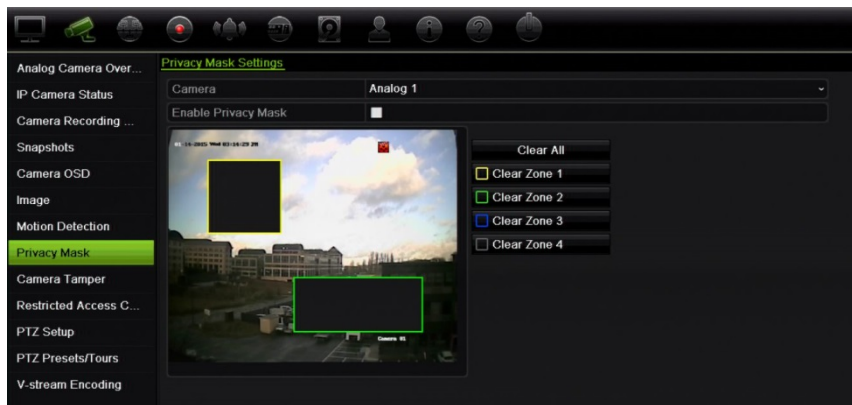 Privacy Mask Settings
Camera Analog 1
Enable Privacy Mask
Analog Camera Over...
IP Camera Status
Camera Recording ...
Snapshots
Camera OSD
Image
Motion Detection
Privacy Mask
Camera Tamper
Restricted Access C...
PTZ Setup
PTZ Presets/Tours
V-stream Encoding
Camera 01
Clear All
Clear Zone 1
Clear Zone 2
Clear Zone 3
Clear Zone 4